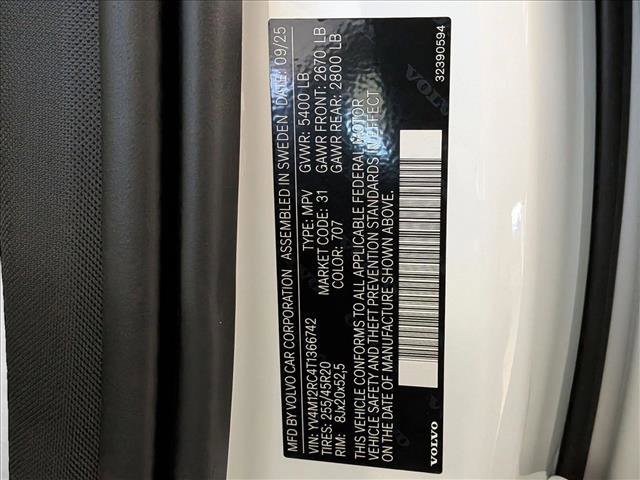 MFD BY VOLVO CAR CORPORATION ASSEMBLED IN SWEDEN DATE: 09/25
VIN: YV4M12RC4T1366742 TYPE: MPV GVWR: 5400 LB
TIRES: 255/45R20 MARKET CODE: 31 GAWR FRONT: 2670 LB
RIM: 8Jx20x52,5 COLOR: 707 GAWR REAR: 2800 LB
THIS VEHICLE CONFORMS TO ALL APPLICABLE FEDERAL MOTOR
VEHICLE SAFETY AND THEFT PREVENTION STANDARDS IN EFFECT
ON THE DATE OF MANUFACTURE SHOWN ABOVE.
VOLVO 32390594